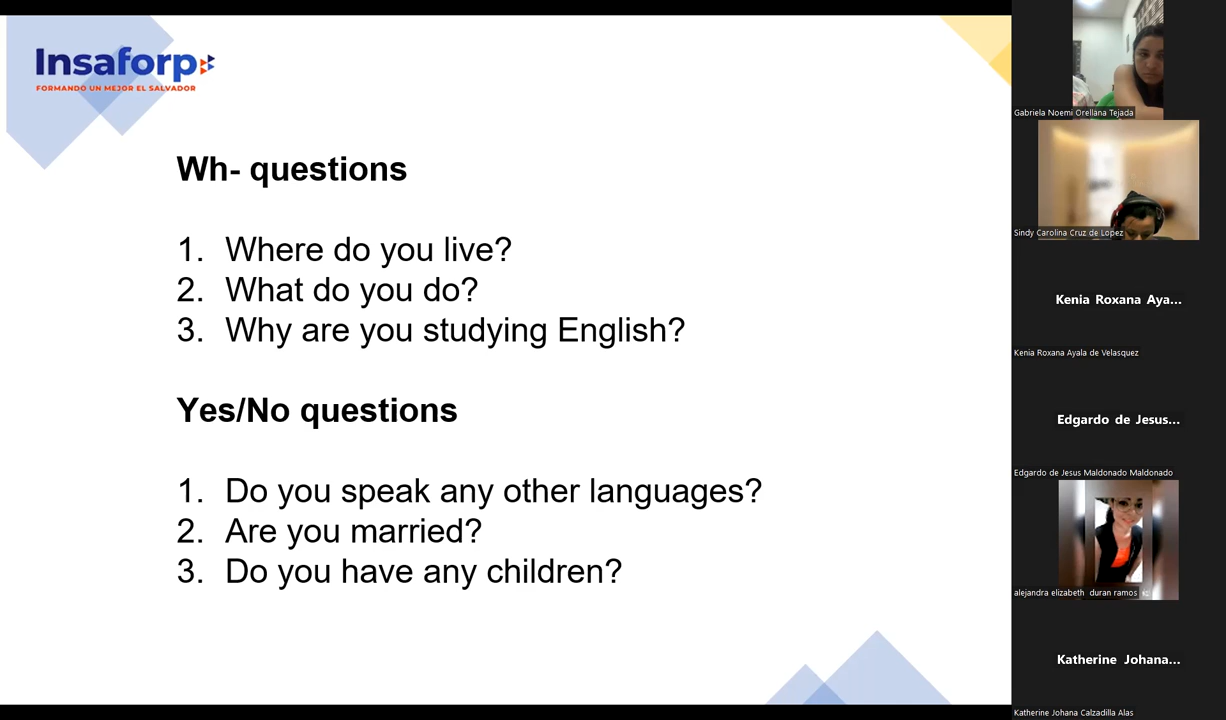 Insaforp
FORMANDO UN MEJOR EL SALVADOR
Wh- questions
1. Where do you live?
2. What do you do?
3. Why are you studying English?
Yes/No questions
1. Do you speak any other languages?
2. Are you married?
3. Do you have any children?
Gabriela Noemi Orellana Tejada
Sindy Carolina Cruz de Lopez
Kenia Roxana Aya...
Kenia Roxana Ayala de Velasquez
Edgardo de Jesus...
Edgardo de Jesus Maldonado Maldonado
alejandra elizabeth duran ramos
Katherine Johana...
Katherine Johana Calzadilla Alas